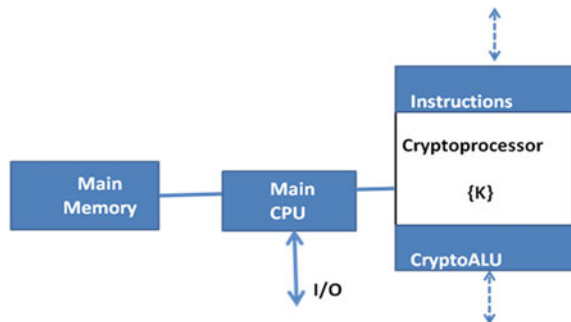 Main
Memory
Main
CPU
I/O
Instructions
Cryptoprocessor
{K}
CryptoALU